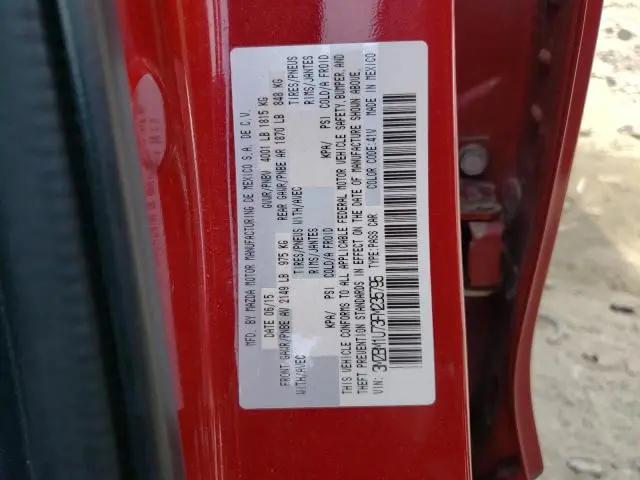 MFD. BY MAZDA MOTOR MANUFACTURING DE MEXICO S.A. DE C.V.
DATE 06/15 GVWR/PNBV 4001 LB 1815 KG
FRONT GAWR/PNBE AV 2149 LB 975 KG REAR GAWR/PNBE AR 1870 LB 848 KG
WITH/AVEC TIRES/PNEUS WITH/AVEC TIRES/PNEUS
RIMS/JANTES RIMS/JANTES
KPA/ PSI COLD/A FROID KPA/ PSI COLD/A FROID
THIS VEHICLE CONFORMS TO ALL APPLICABLE FEDERAL MOTOR VEHICLE SAFETY, BUMPER, AND
THEFT PREVENTION STANDARDS IN EFFECT ON THE DATE OF MANUFACTURE SHOWN ABOVE.
VIN: 3MZBM1U73FM235795 TYPE:PASS CAR COLOR CODE:41V MADE IN MEXICO